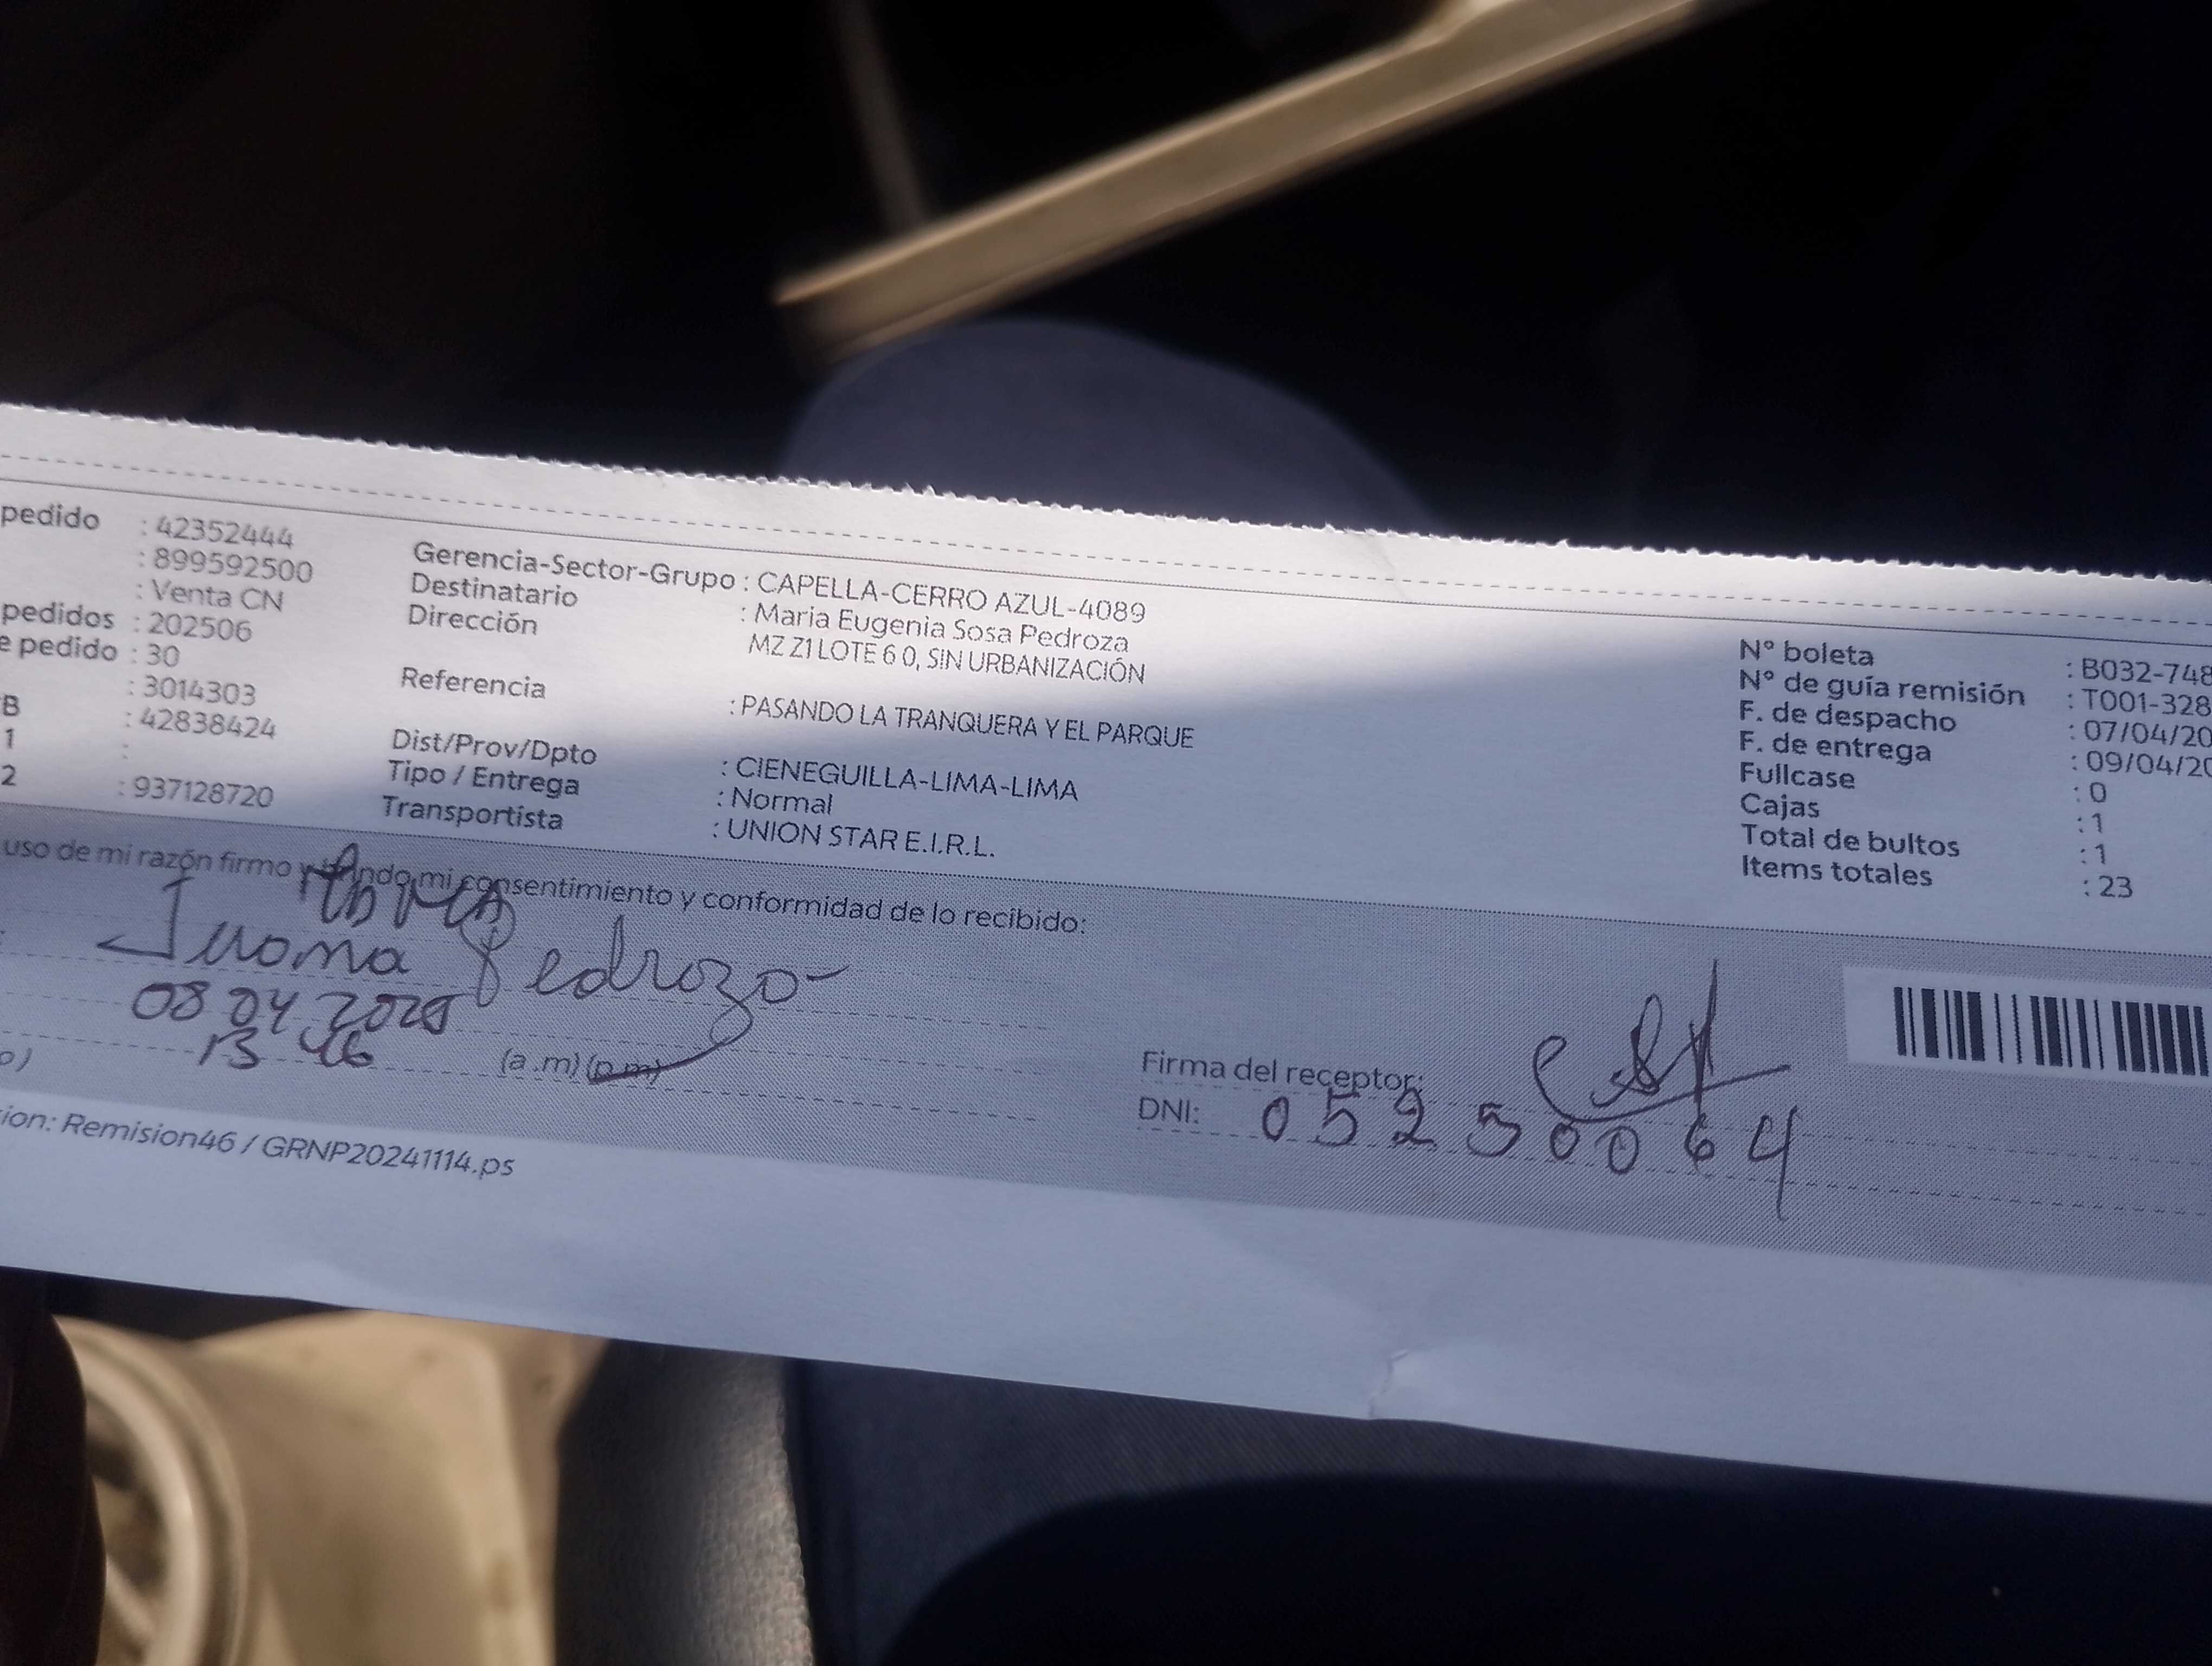 pedido : 42352444
: 899592500
: Venta CN
pedidos : 202506
e pedido : 30
: 3014303
B : 42838424
1 :
2 : 937128720
Gerencia-Sector-Grupo : CAPELLA-CERRO AZUL-4089
Destinatario : Maria Eugenia Sosa Pedroza
Dirección MZ Z1 LOTE 6 0, SIN URBANIZACIÓN
Referencia : PASANDO LA TRANQUERA Y EL PARQUE
Dist/Prov/Dpto : CIENEGUILLA-LIMA-LIMA
Tipo / Entrega : Normal
Transportista : UNION STAR E.I.R.L.
N° boleta : B032-748
N° de guía remisión : T001-328
F. de despacho : 07/04/20
F. de entrega : 09/04/20
Fullcase : 0
Cajas : 1
Total de bultos : 1
Items totales : 23
uso de mi razón firmo y brindo mi consentimiento y conformidad de lo recibido:
Pedrozo
08 04 2025
13 46
o) (a.m) (p.m)
Firma del receptor:
DNI: 05250064
ion: Remision46 / GRNP20241114.ps